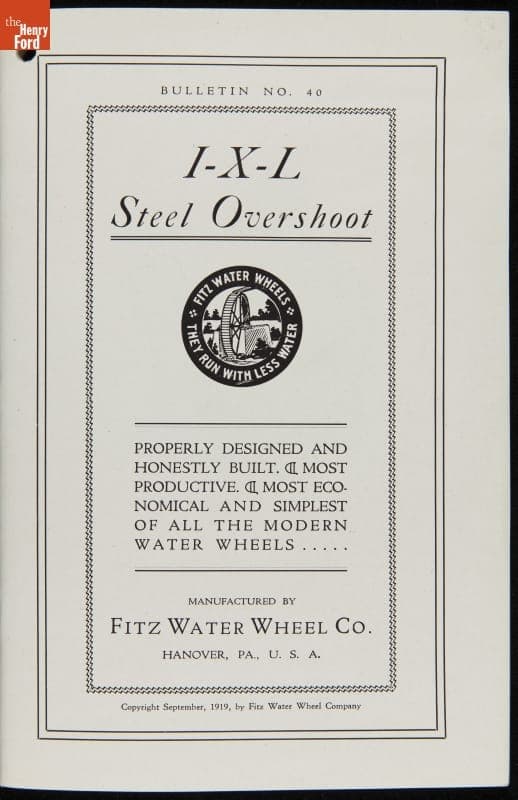 the
Henry
Ford
BULLETIN NO. 40
I-X-L
Steel Overshoot
FITZ WATER WHEELS
THEY RUN WITH LESS WATER
PROPERLY DESIGNED AND
HONESTLY BUILT. ⁋ MOST
PRODUCTIVE. ⁋ MOST ECO-
NOMICAL AND SIMPLEST
OF ALL THE MODERN
WATER WHEELS .....
MANUFACTURED BY
FITZ WATER WHEEL CO.
HANOVER, PA., U. S. A.
Copyright September, 1919, by Fitz Water Wheel Company